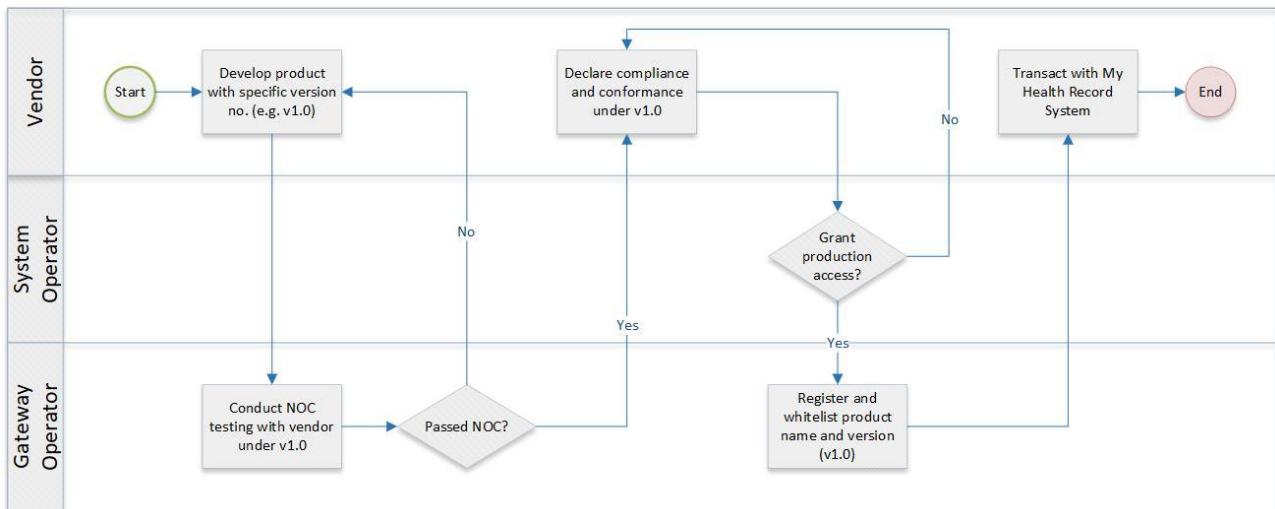 Vendor
Start
Develop product
with specific version
no. (e.g. v1.0)
Declare compliance
and conformance
under v1.0
No
Transact with My
Health Record
System
End
System
Operator
No
Grant
production
access?
Yes
Yes
Gateway
Operator
Conduct NOC
testing with vendor
under v1.0
Passed NOC?
Register and
whitelist product
name and version
(v1.0)